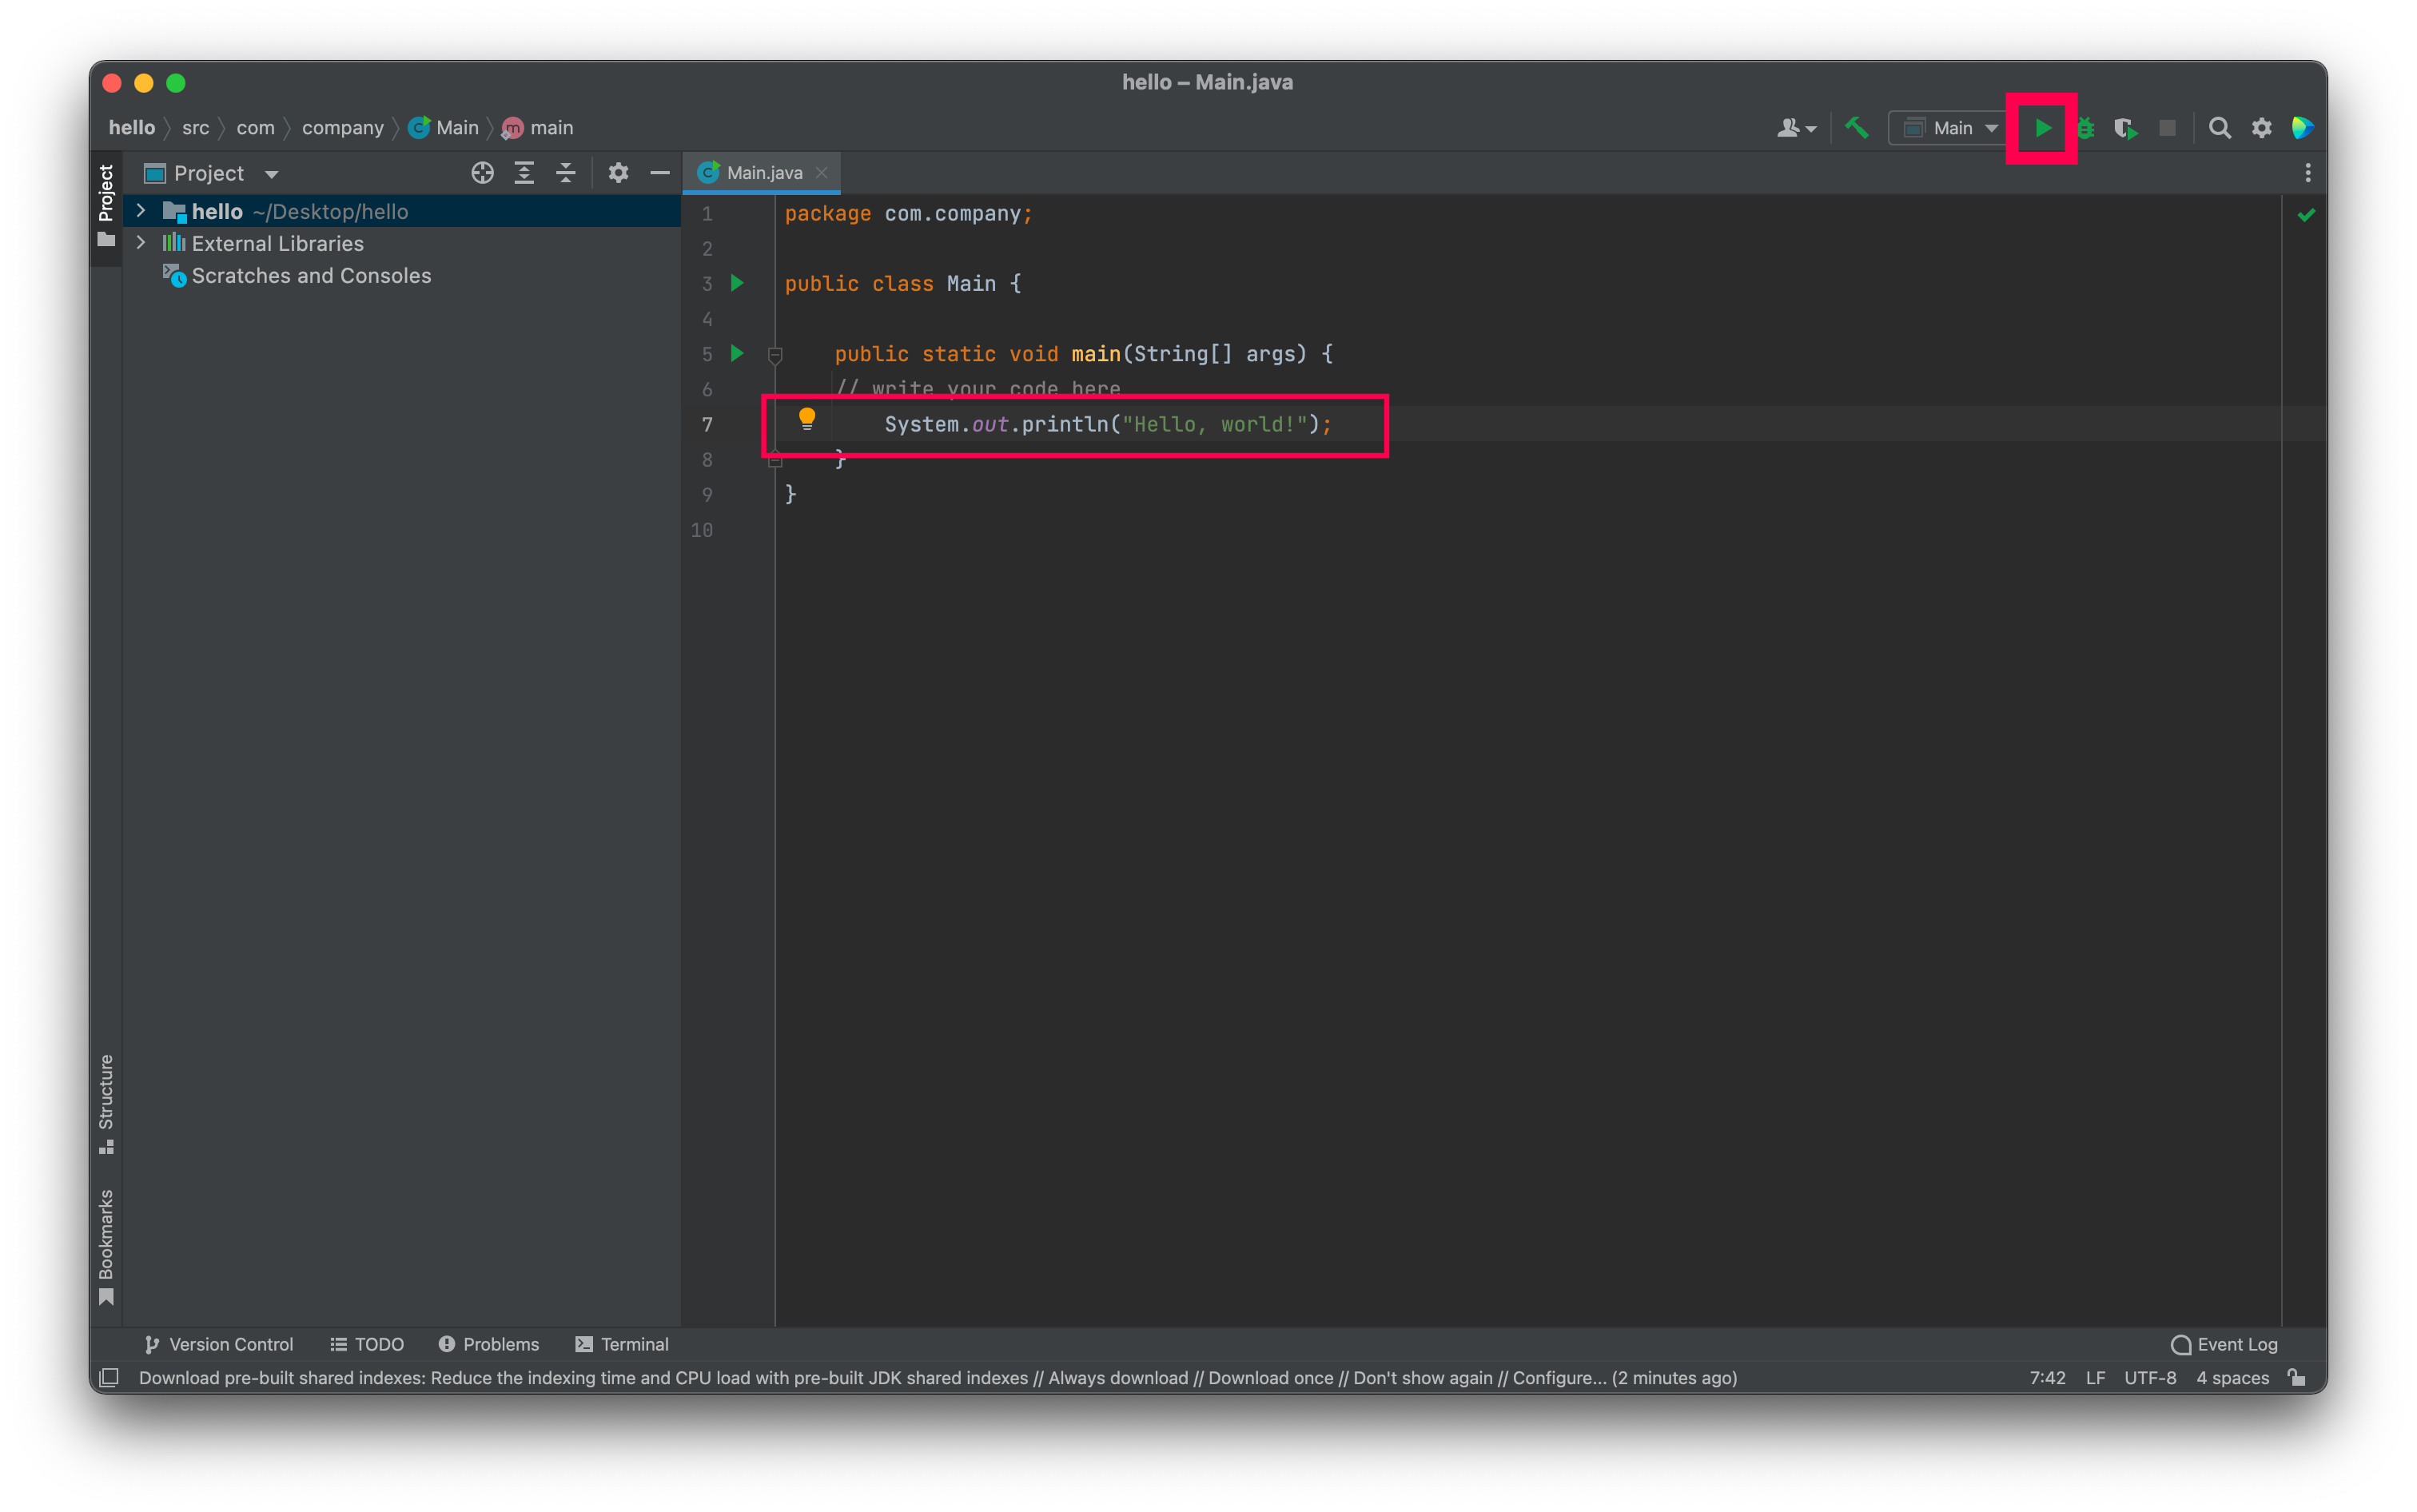 hello – Main.java
hello src com company Main main
Main
Project
Project
hello ~/Desktop/hello
External Libraries
Scratches and Consoles
Main.java
1 package com.company;
2
3 public class Main {
4
5 public static void main(String[] args) {
6 // write your code here
7 System.out.println("Hello, world!");
8 }
9 }
10
Structure
Bookmarks
Version Control TODO Problems Terminal Event Log
Download pre-built shared indexes: Reduce the indexing time and CPU load with pre-built JDK shared indexes // Always download // Download once // Don't show again // Configure... (2 minutes ago) 7:42 LF UTF-8 4 spaces